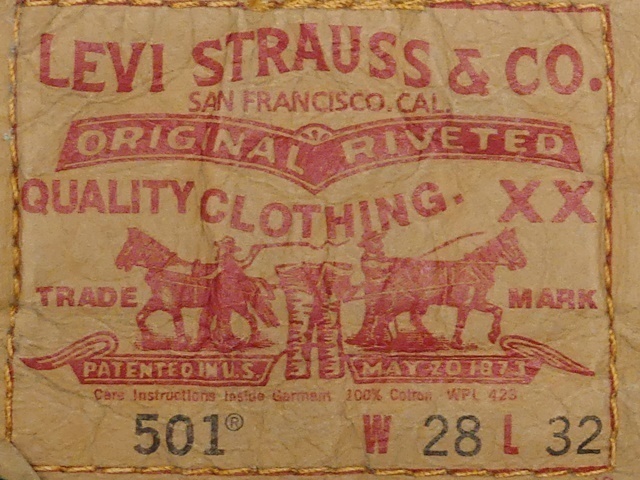 LEVI STRAUSS & CO.
SAN FRANCISCO. CAL.
ORIGINAL RIVETED
QUALITY CLOTHING. XX
TRADE MARK
PATENTED IN U.S. MAY 20 1873
Care Instructions Inside Garment 100% Cotton WPL 423
501® W 28 L 32